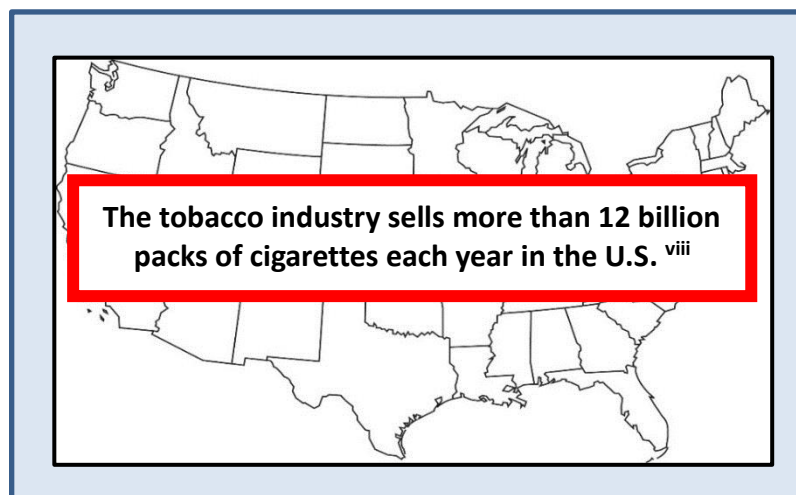 The tobacco industry sells more than 12 billion
packs of cigarettes each year in the U.S. viii